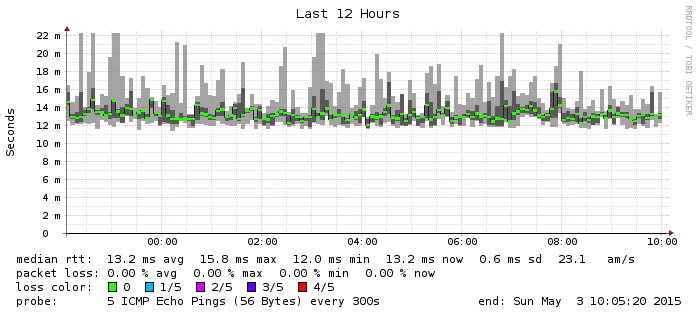 Last 12 Hours
RRDTOOL / TOBI OETIKER
Seconds
22 m
20 m
18 m
16 m
14 m
12 m
10 m
8 m
6 m
4 m
2 m
0
00:00 02:00 04:00 06:00 08:00 10:00
median rtt: 13.2 ms avg 15.8 ms max 12.0 ms min 13.2 ms now 0.6 ms sd 23.1 am/s
packet loss: 0.00 % avg 0.00 % max 0.00 % min 0.00 % now
loss color: 0 1/5 2/5 3/5 4/5
probe: 5 ICMP Echo Pings (56 Bytes) every 300s end: Sun May 3 10:05:20 2015